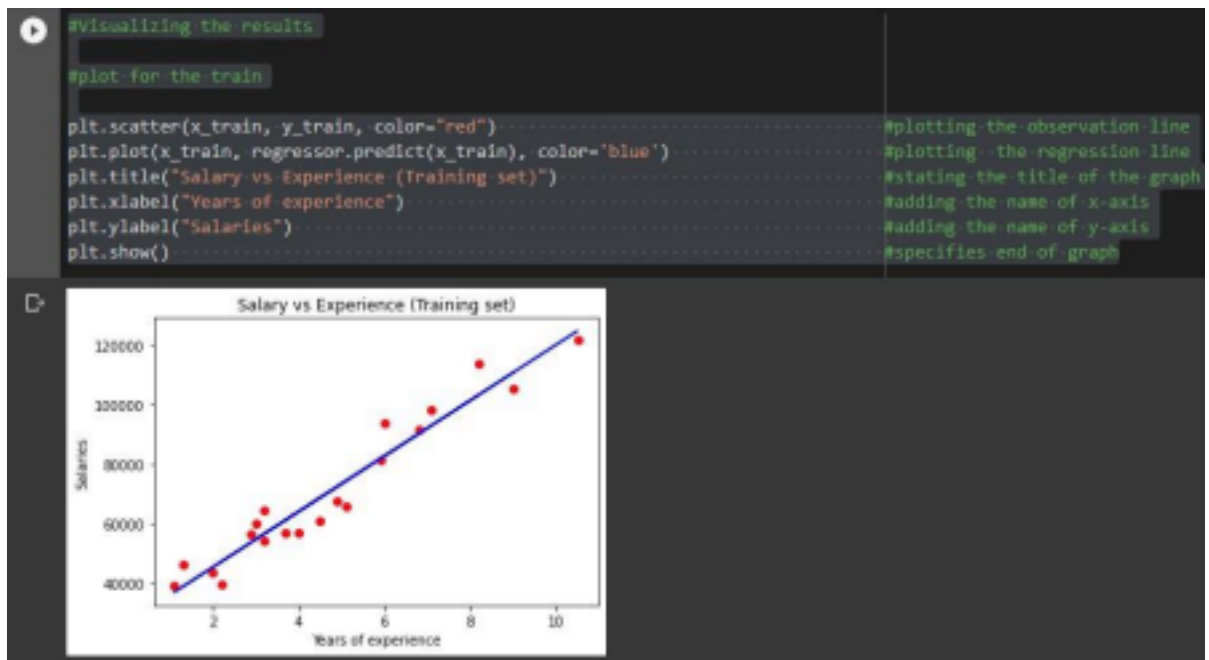 #Visualizing the results
#plot for the train
plt.scatter(x_train, y_train, color="red") #plotting the observation line
plt.plot(x_train, regressor.predict(x_train), color='blue') #plotting the regression line
plt.title("Salary vs Experience (Training set)") #stating the title of the graph
plt.xlabel("Years of experience") #adding the name of x-axis
plt.ylabel("Salaries") #adding the name of y-axis
plt.show() #specifies end of graph
Salary vs Experience (Training set)
120000
100000
80000
60000
40000
Salaries
2 4 6 8 10
Years of experience